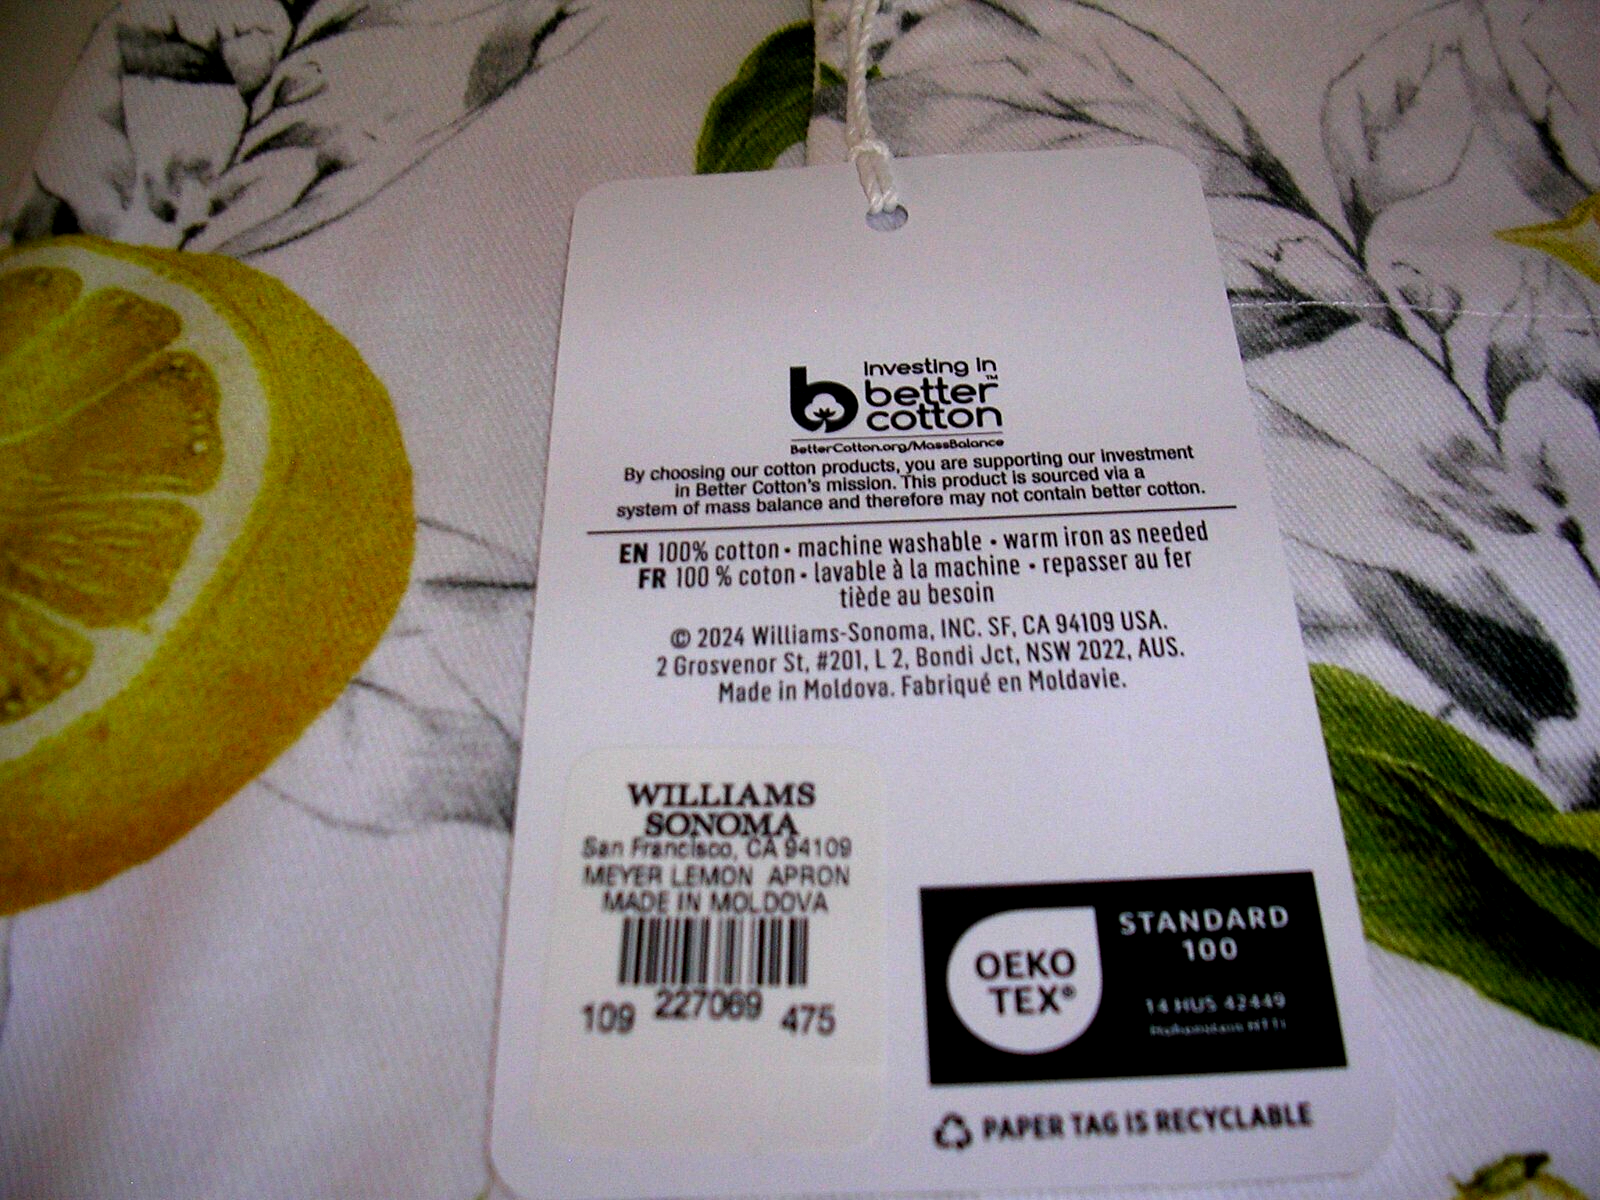 Investing in
better™
cotton
BetterCotton.org/MassBalance
By choosing our cotton products, you are supporting our investment
in Better Cotton's mission. This product is sourced via a
system of mass balance and therefore may not contain better cotton.
EN 100% cotton • machine washable • warm iron as needed
FR 100 % coton • lavable à la machine • repasser au fer
tiède au besoin
© 2024 Williams-Sonoma, INC. SF, CA 94109 USA.
2 Grosvenor St, #201, L 2, Bondi Jct, NSW 2022, AUS.
Made in Moldova. Fabriqué en Moldavie.
WILLIAMS
SONOMA
San Francisco, CA 94109
MEYER LEMON APRON
MADE IN MOLDOVA
109 227069 475
OEKO
TEX®
STANDARD
100
14 HUS 42449
PAPER TAG IS RECYCLABLE